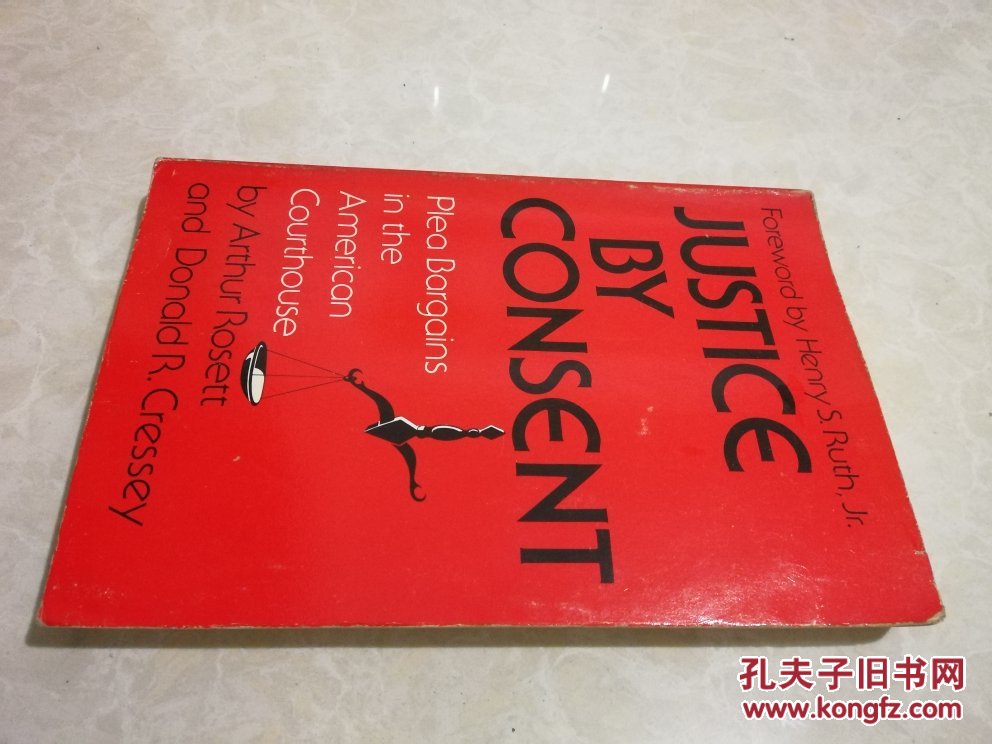 Foreword by Henry S. Ruth, Jr.
JUSTICE
BY
CONSENT
Plea Bargains
in the
American
Courthouse
by Arthur Rosett
and Donald R. Cressey
孔夫子旧书网
www.kongfz.com